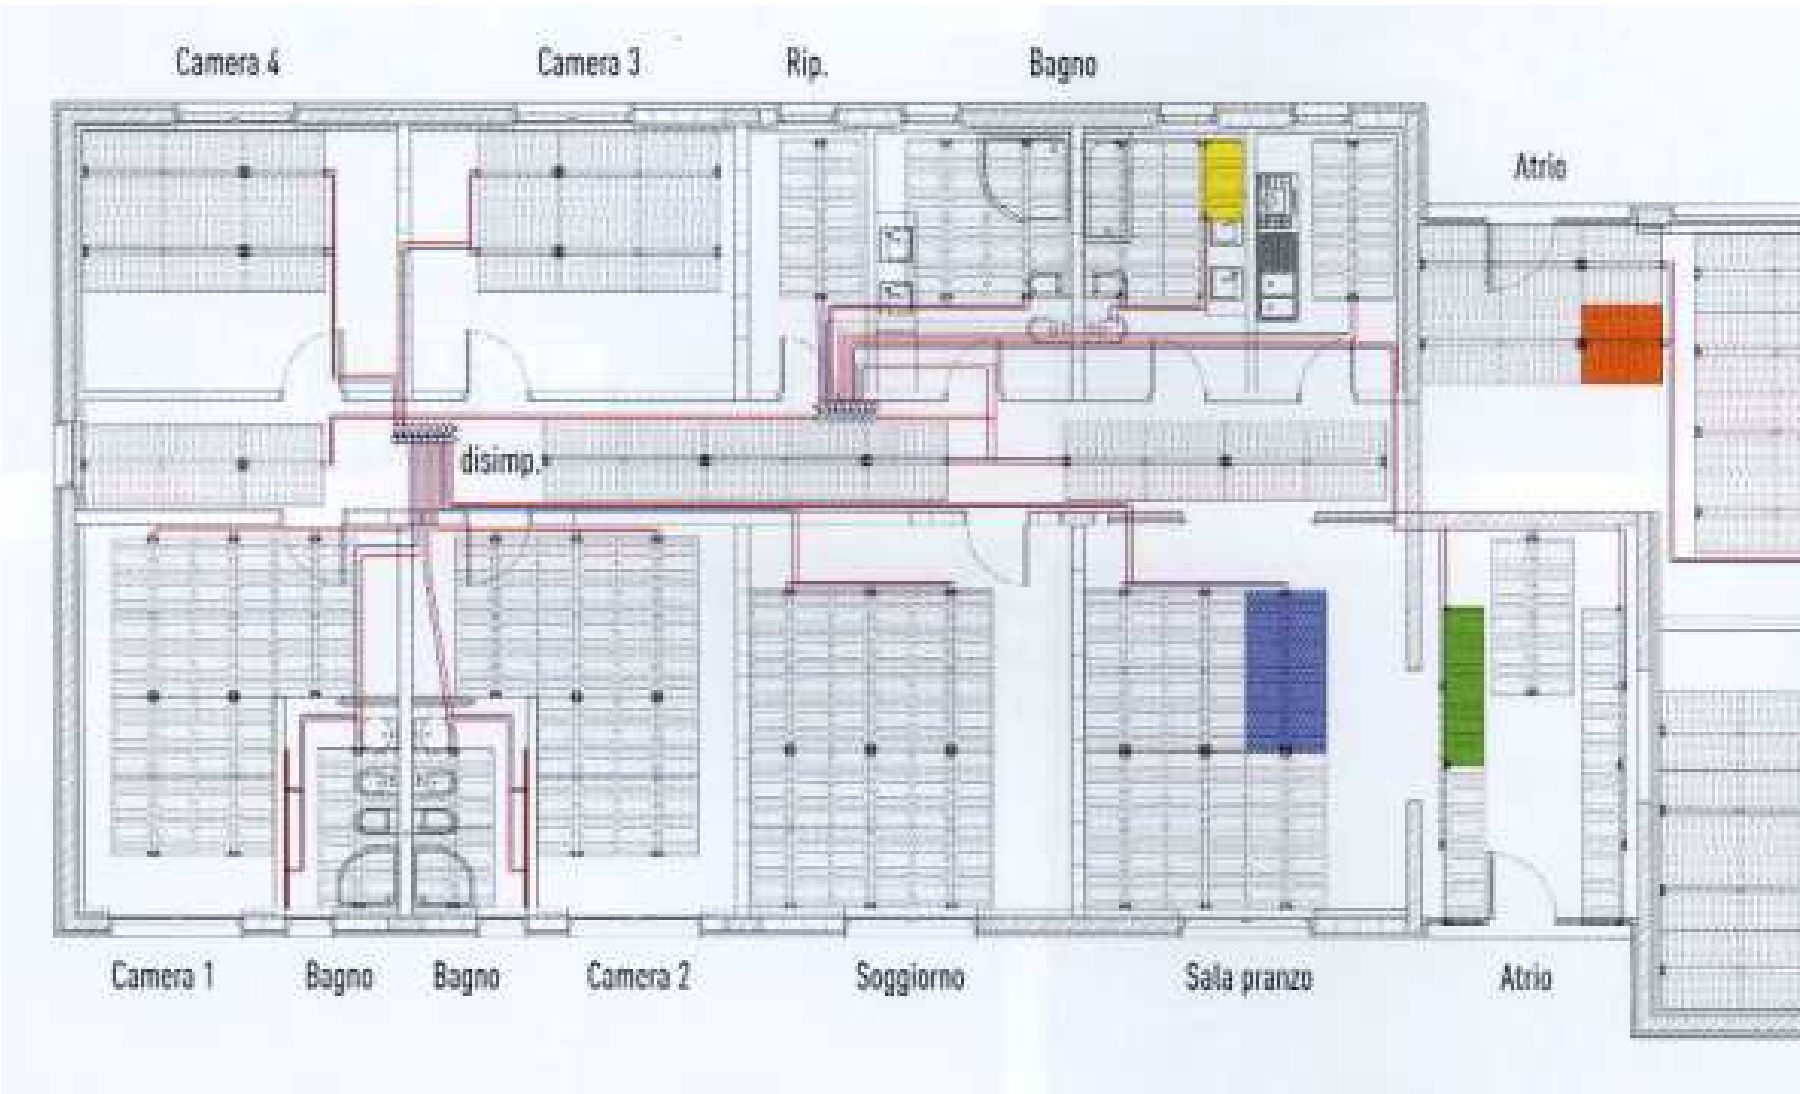 Camera 4
Camera 3
Rip.
Bagno
Atrio
disimp.
Camera 1
Bagno
Bagno
Camera 2
Soggiorno
Sala pranzo
Atrio